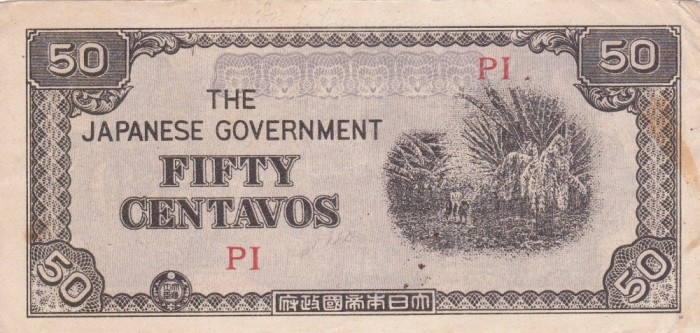 50 50
PI
THE
JAPANESE GOVERNMENT
FIFTY
CENTAVOS
PI
50 50
府政國帝本日大